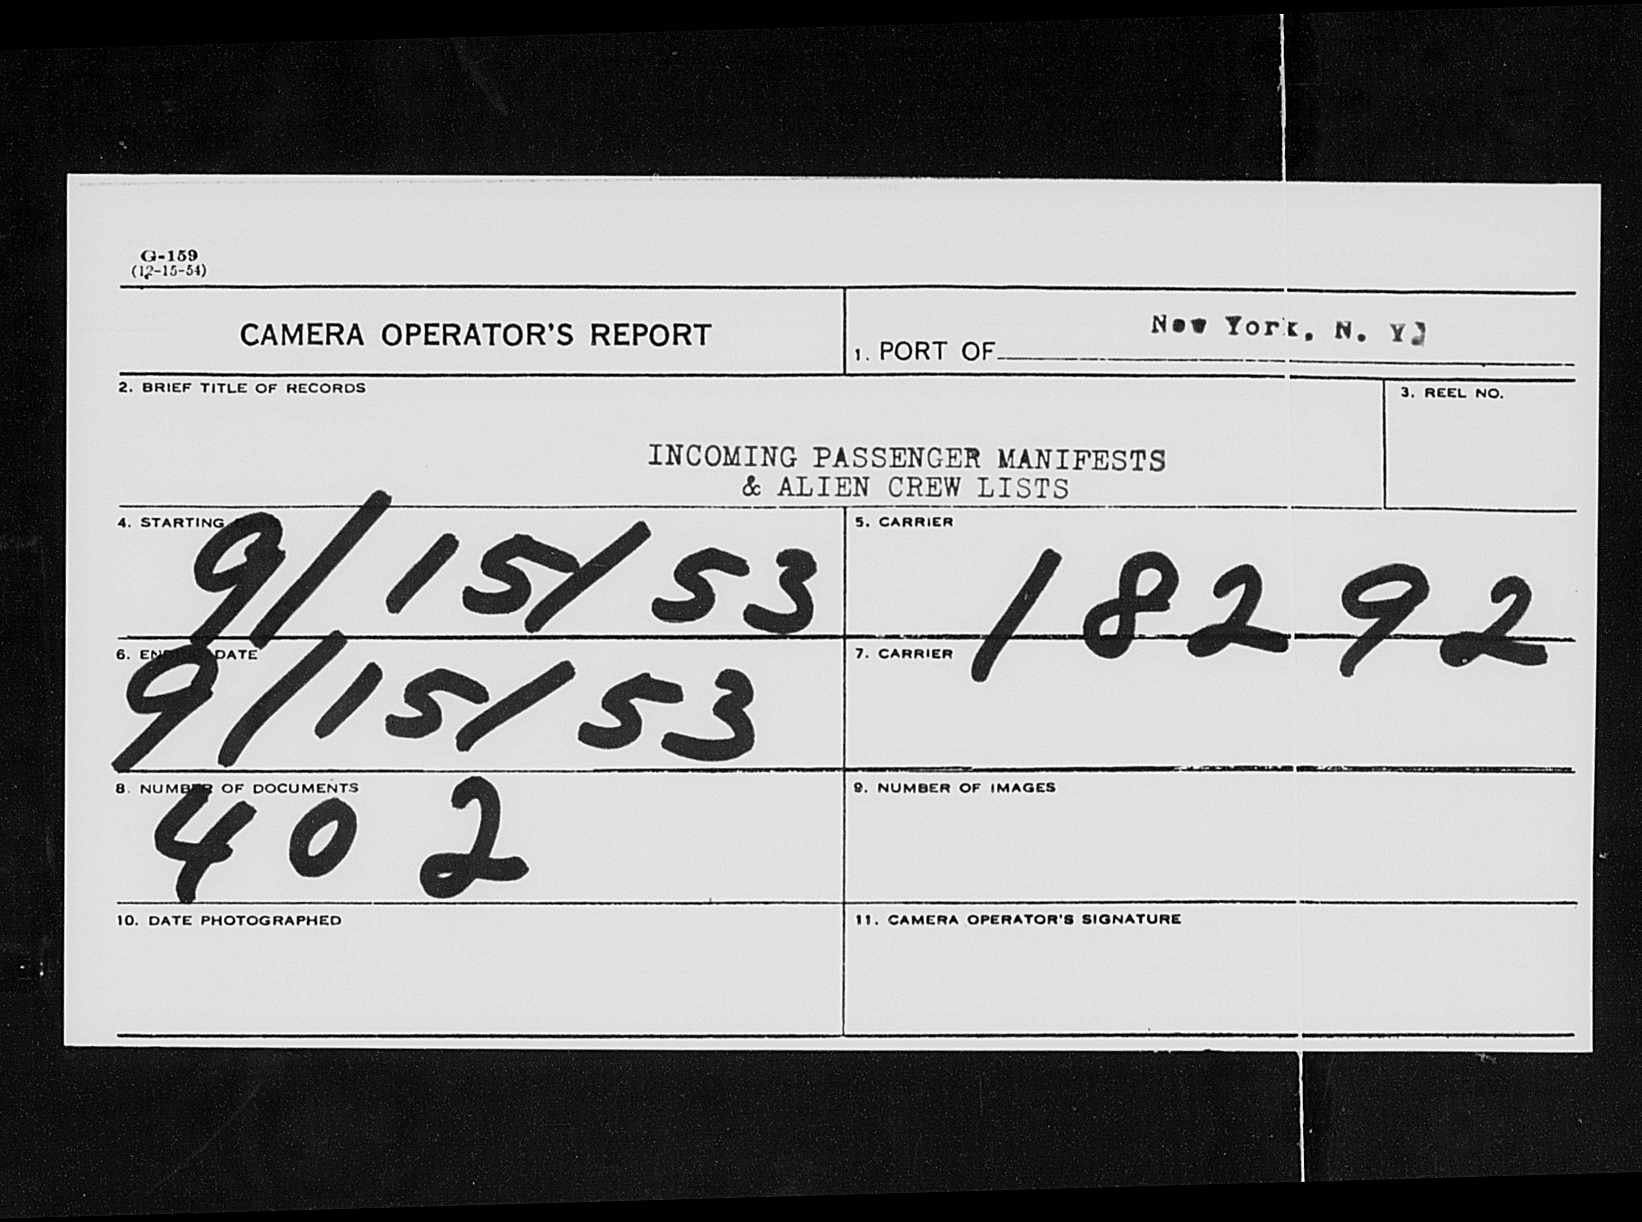 G-159
(12-15-54)
CAMERA OPERATOR'S REPORT
1. PORT OF New York, N. Y.
2. BRIEF TITLE OF RECORDS
3. REEL NO.
INCOMING PASSENGER MANIFESTS
& ALIEN CREW LISTS
4. STARTING
9/15/53
5. CARRIER
18292
6. ENDING DATE
9/15/53
7. CARRIER
8. NUMBER OF DOCUMENTS
402
9. NUMBER OF IMAGES
10. DATE PHOTOGRAPHED
11. CAMERA OPERATOR'S SIGNATURE